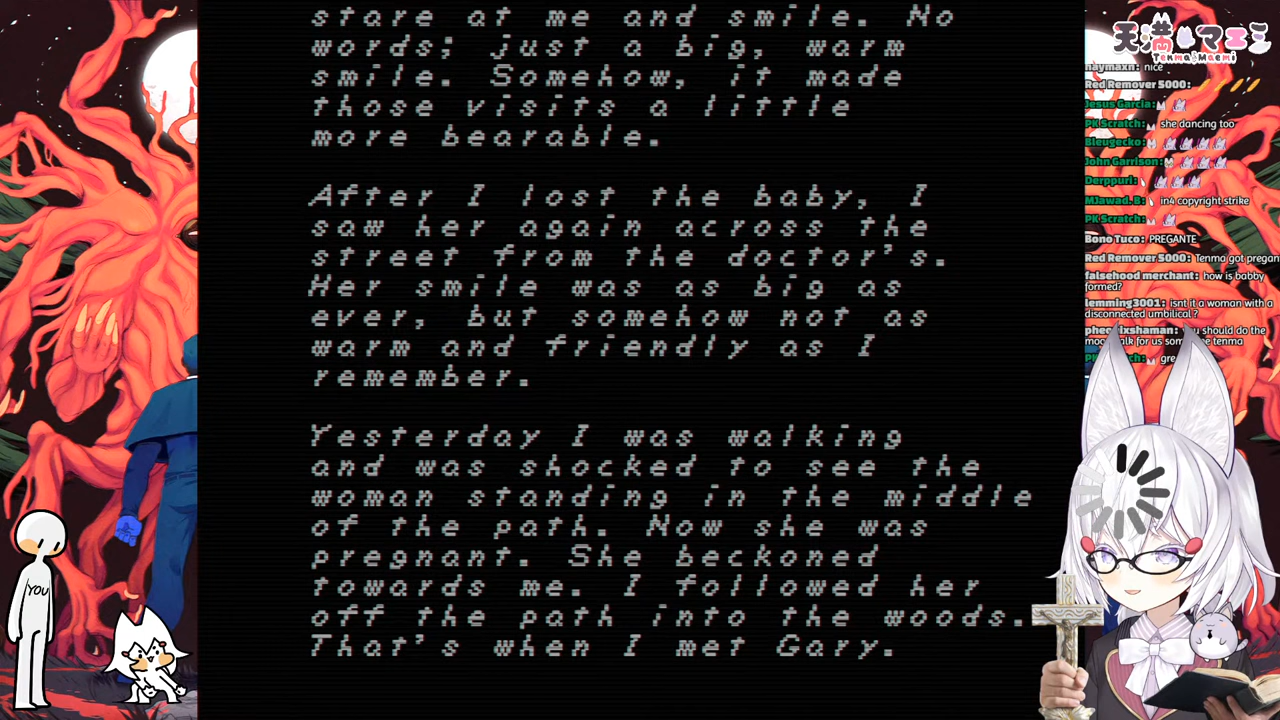 stare at me and smile. No
words; just a big, warm
smile. Somehow, it made
those visits a little
more bearable.
After I lost the baby, I
saw her again across the
street from the doctor's.
Her smile was as big as
ever, but somehow not as
warm and friendly as I
remember.
Yesterday I was walking
and was shocked to see the
woman standing in the middle
of the path. Now she was
pregnant. She beckoned
towards me. I followed her
off the path into the woods.
That's when I met Gary.
天満マエミ
Tenma Maemi
naymaxn: nice
Red Remover 5000:
Jesus Garcia:
PK Scratch: she dancing too
Bleugecko:
John Garrison:
Derppuri:
MJawad. B: in4 copyright strike
PK Scratch:
Bono Tuco: PREGANTE
Red Remover 5000: Tenma got pregan
falsehood merchant: how is babby
formed?
lemming3001: isnt it a woman with a
disconnected umbilical ?
should do the
for us tenma
YOU